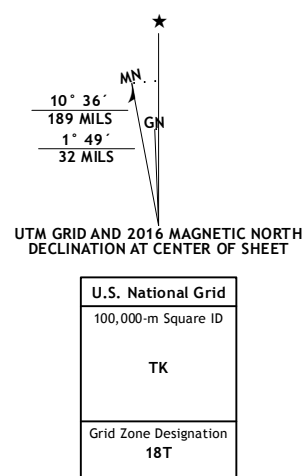 ★
MN
GN
10° 36´
189 MILS
1° 49´
32 MILS
UTM GRID AND 2016 MAGNETIC NORTH
DECLINATION AT CENTER OF SHEET
U.S. National Grid
100,000-m Square ID
TK
Grid Zone Designation
18T